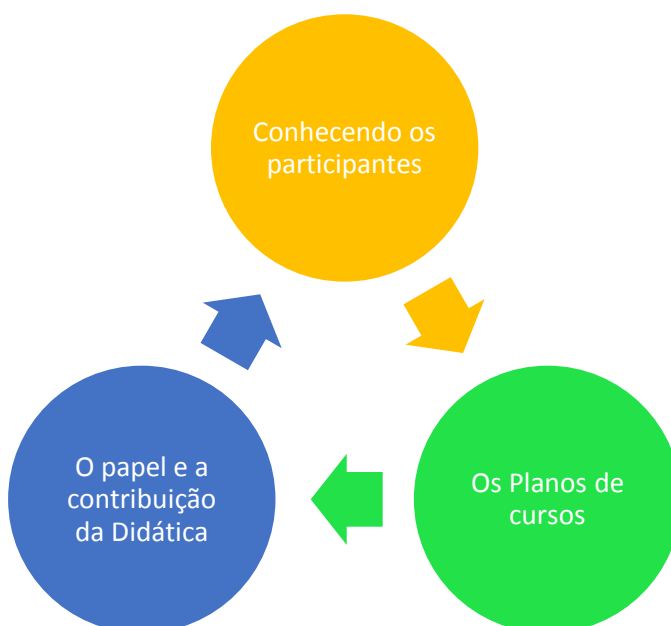 Conhecendo os
participantes
Os Planos de
cursos
O papel e a
contribuição
da Didática